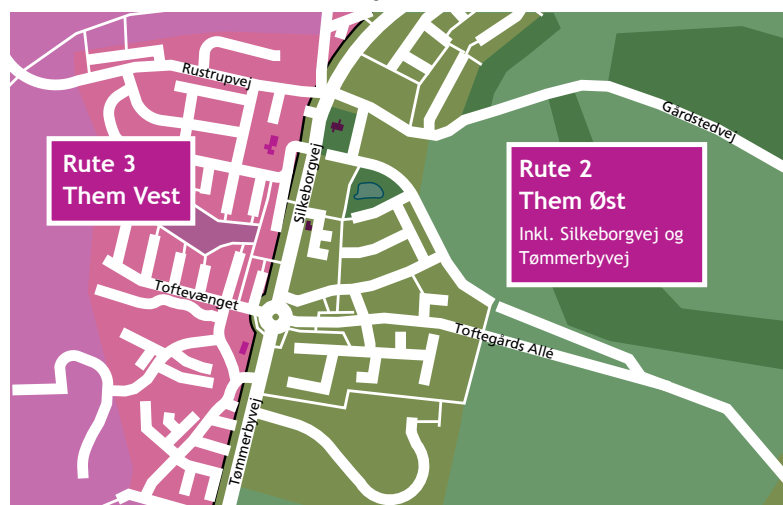 Rustrupvej
Gårdstedvej
Rute 3
Them Vest
Rute 2
Them Øst
Inkl. Silkeborgvej og
Tømmerbyvej
Silkeborgvej
Toftevænget
Toftegårds Allé
Tømmerbyvej